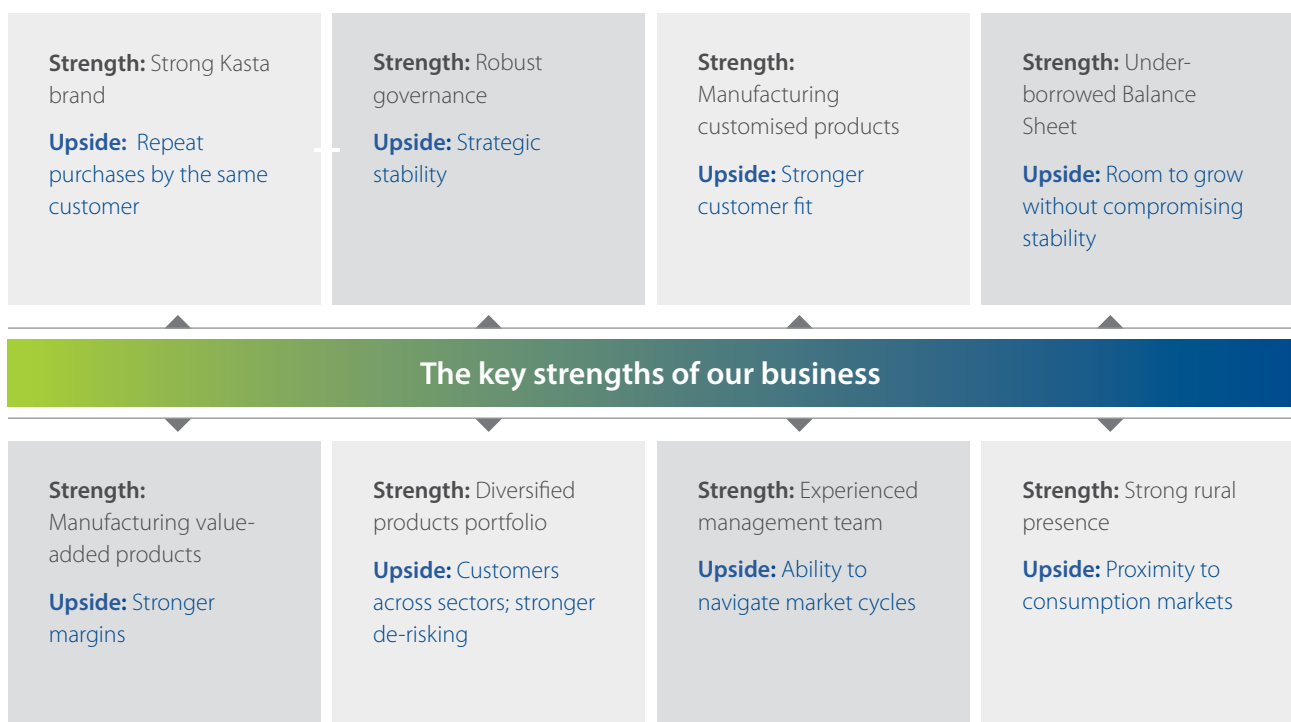 Strength: Strong Kasta
brand
Upside: Repeat
purchases by the same
customer
Strength: Robust
governance
Upside: Strategic
stability
Strength:
Manufacturing
customised products
Upside: Stronger
customer fit
Strength: Under-
borrowed Balance
Sheet
Upside: Room to grow
without compromising
stability
The key strengths of our business
Strength:
Manufacturing value-
added products
Upside: Stronger
margins
Strength: Diversified
products portfolio
Upside: Customers
across sectors; stronger
de-risking
Strength: Experienced
management team
Upside: Ability to
navigate market cycles
Strength: Strong rural
presence
Upside: Proximity to
consumption markets